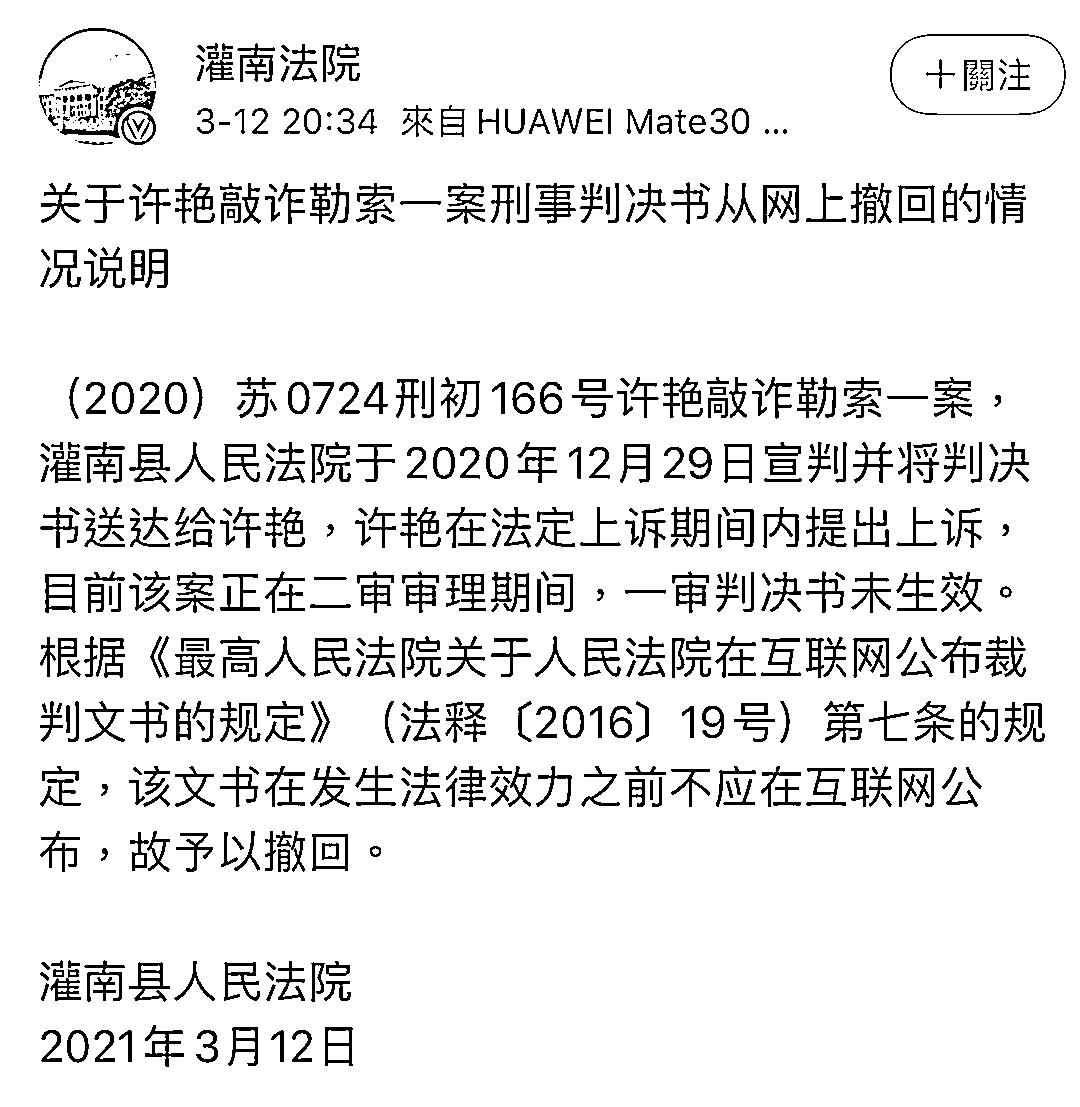 灌南法院
＋關注
3-12 20:34 來自 HUAWEI Mate30 ...
关于许艳敲诈勒索一案刑事判决书从网上撤回的情
况说明
（2020）苏0724刑初166号许艳敲诈勒索一案，
灌南县人民法院于2020年12月29日宣判并将判决
书送达给许艳，许艳在法定上诉期间内提出上诉，
目前该案正在二审审理期间，一审判决书未生效。
根据《最高人民法院关于人民法院在互联网公布裁
判文书的规定》（法释〔2016〕19号）第七条的规
定，该文书在发生法律效力之前不应在互联网公
布，故予以撤回。
灌南县人民法院
2021年3月12日